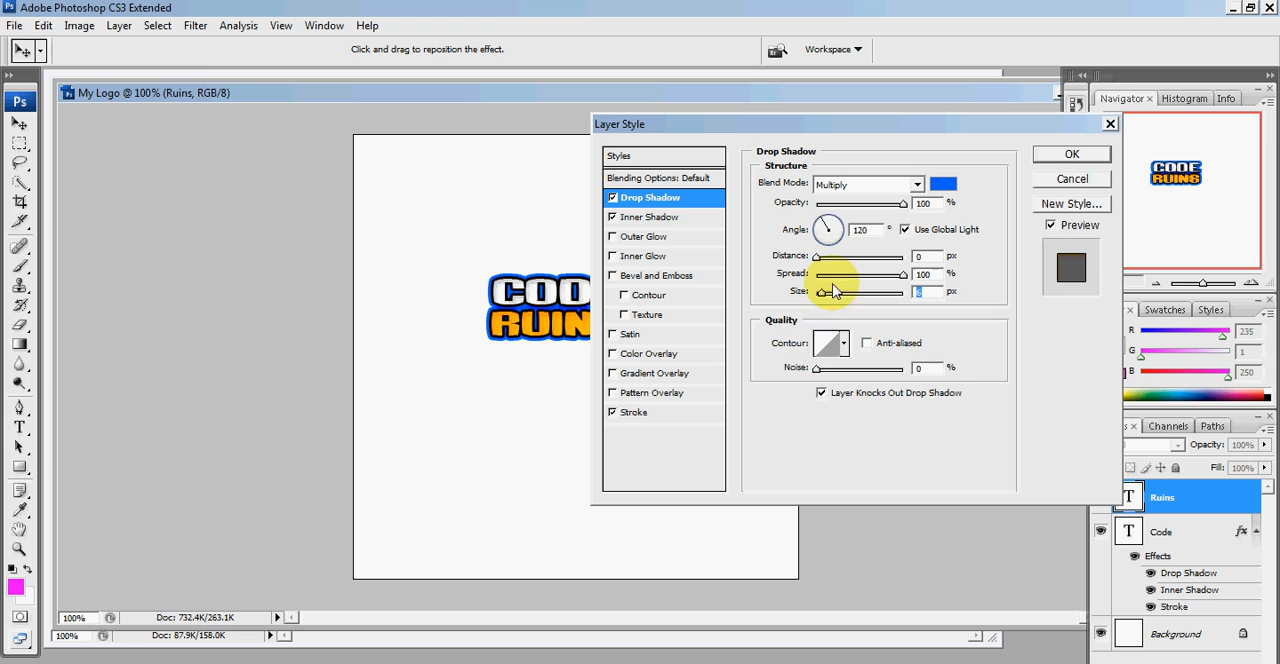 Ps Adobe Photoshop CS3 Extended
File Edit Image Layer Select Filter Analysis View Window Help
Click and drag to reposition the effect. Workspace
My Logo @ 100% (Ruins, RGB/8)
Ps
Layer Style
Navigator Histogram Info
Styles
Blending Options: Default
Drop Shadow
Inner Shadow
Outer Glow
Inner Glow
Bevel and Emboss
Contour
Texture
Satin
Color Overlay
Gradient Overlay
Pattern Overlay
Stroke
Drop Shadow
Structure
Blend Mode: Multiply
Opacity: 100 %
Angle: 120 ° Use Global Light
Distance: 0 px
Spread: 100 %
Size: 6 px
Quality
Contour: Anti-aliased
Noise: 0 %
Layer Knocks Out Drop Shadow
OK
Cancel
New Style...
Preview
CODE
RUINS
COD
RUIN
Swatches Styles
R 235
G 1
B 250
Channels Paths
Opacity: 100%
Fill: 100%
T Ruins
T Code fx
Effects
Drop Shadow
Inner Shadow
Stroke
Background
T
100% Doc: 732.4K/263.1K
100% Doc: 87.9K/158.0K